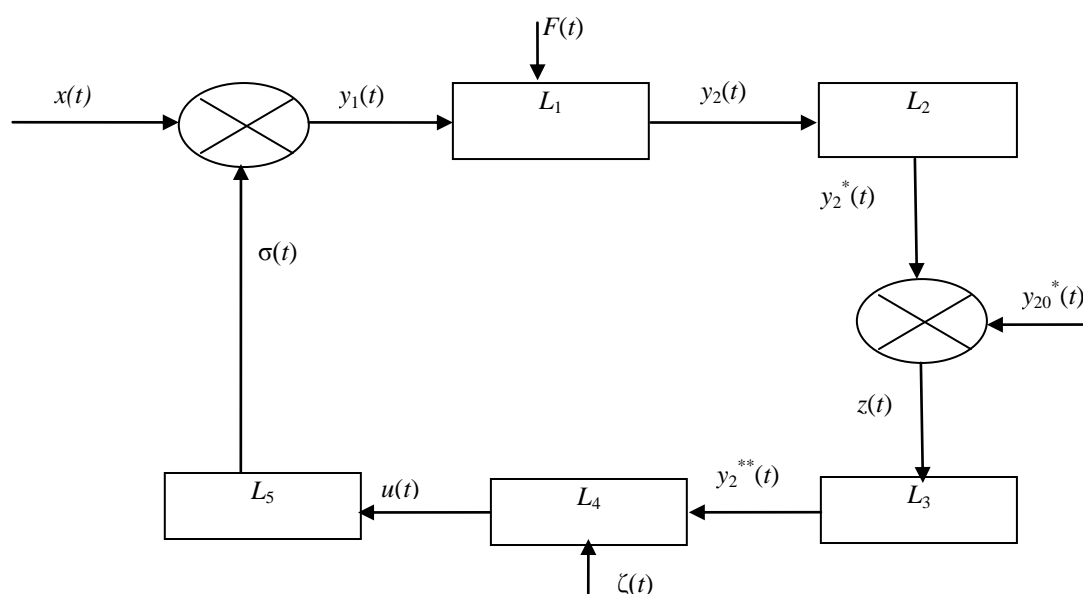 F(t)
x(t)
y₁(t)
L₁
y₂(t)
L₂
y₂*(t)
σ(t)
y₂₀*(t)
z(t)
L₅
u(t)
L₄
y₂**(t)
L₃
ζ(t)